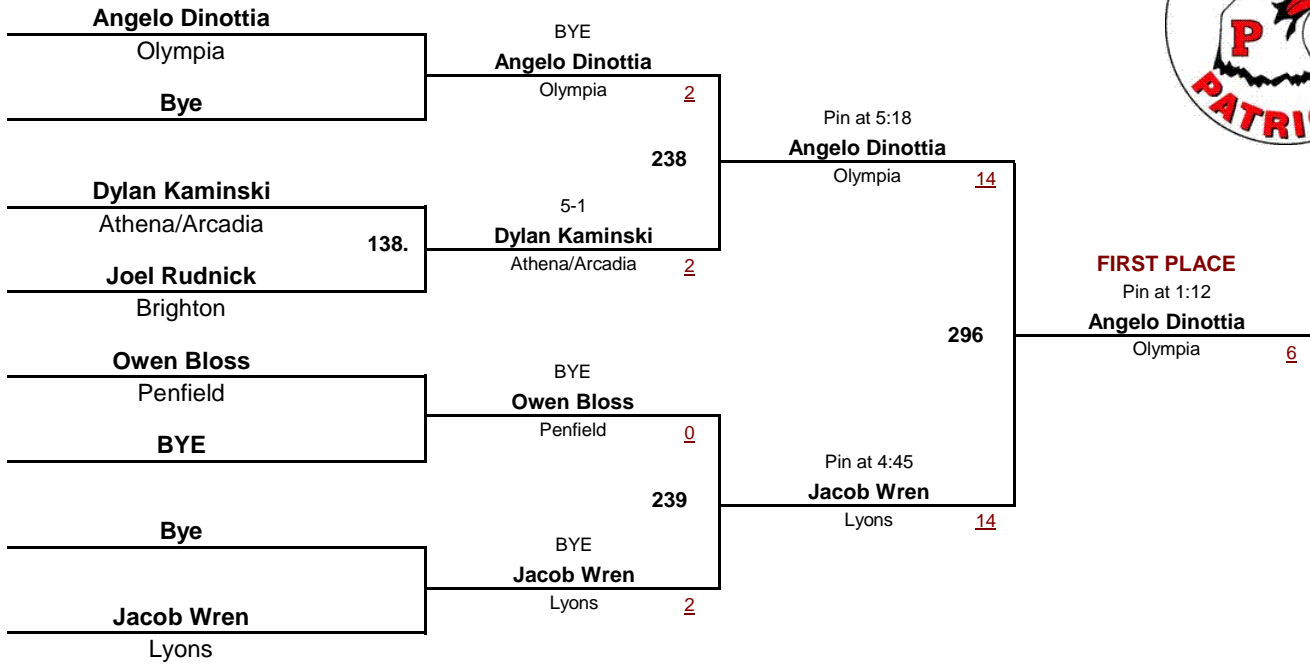 Angelo Dinottia
Olympia
Bye
Dylan Kaminski
Athena/Arcadia
138.
Joel Rudnick
Brighton
Owen Bloss
Penfield
BYE
Bye
Jacob Wren
Lyons
BYE
Angelo Dinottia
Olympia 2
238
5-1
Dylan Kaminski
Athena/Arcadia 2
BYE
Owen Bloss
Penfield 0
239
BYE
Jacob Wren
Lyons 2
Pin at 5:18
Angelo Dinottia
Olympia 14
296
Pin at 4:45
Jacob Wren
Lyons 14
FIRST PLACE
Pin at 1:12
Angelo Dinottia
Olympia 6
P